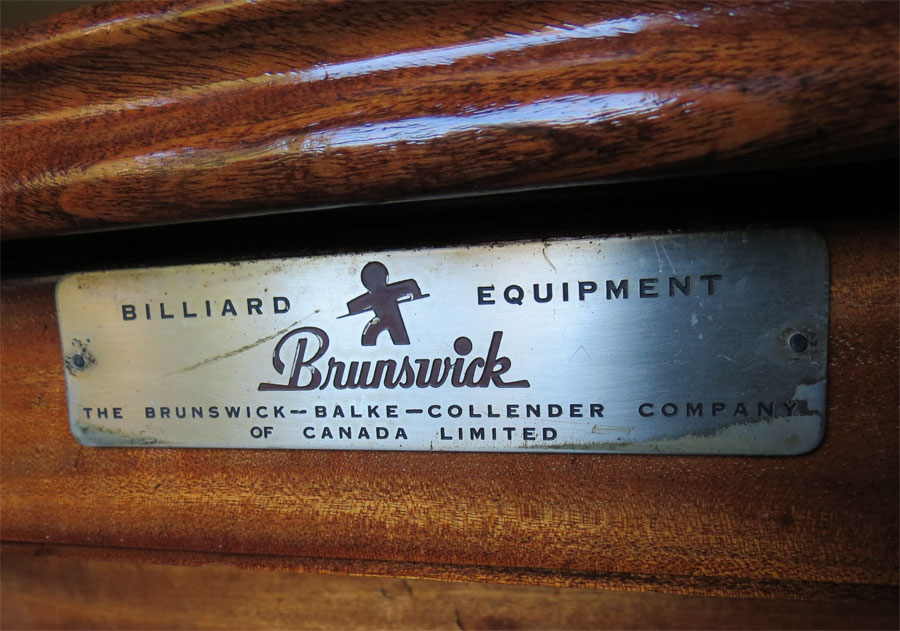 BILLIARD EQUIPMENT
Brunswick
THE BRUNSWICK—BALKE—COLLENDER COMPANY
OF CANADA LIMITED